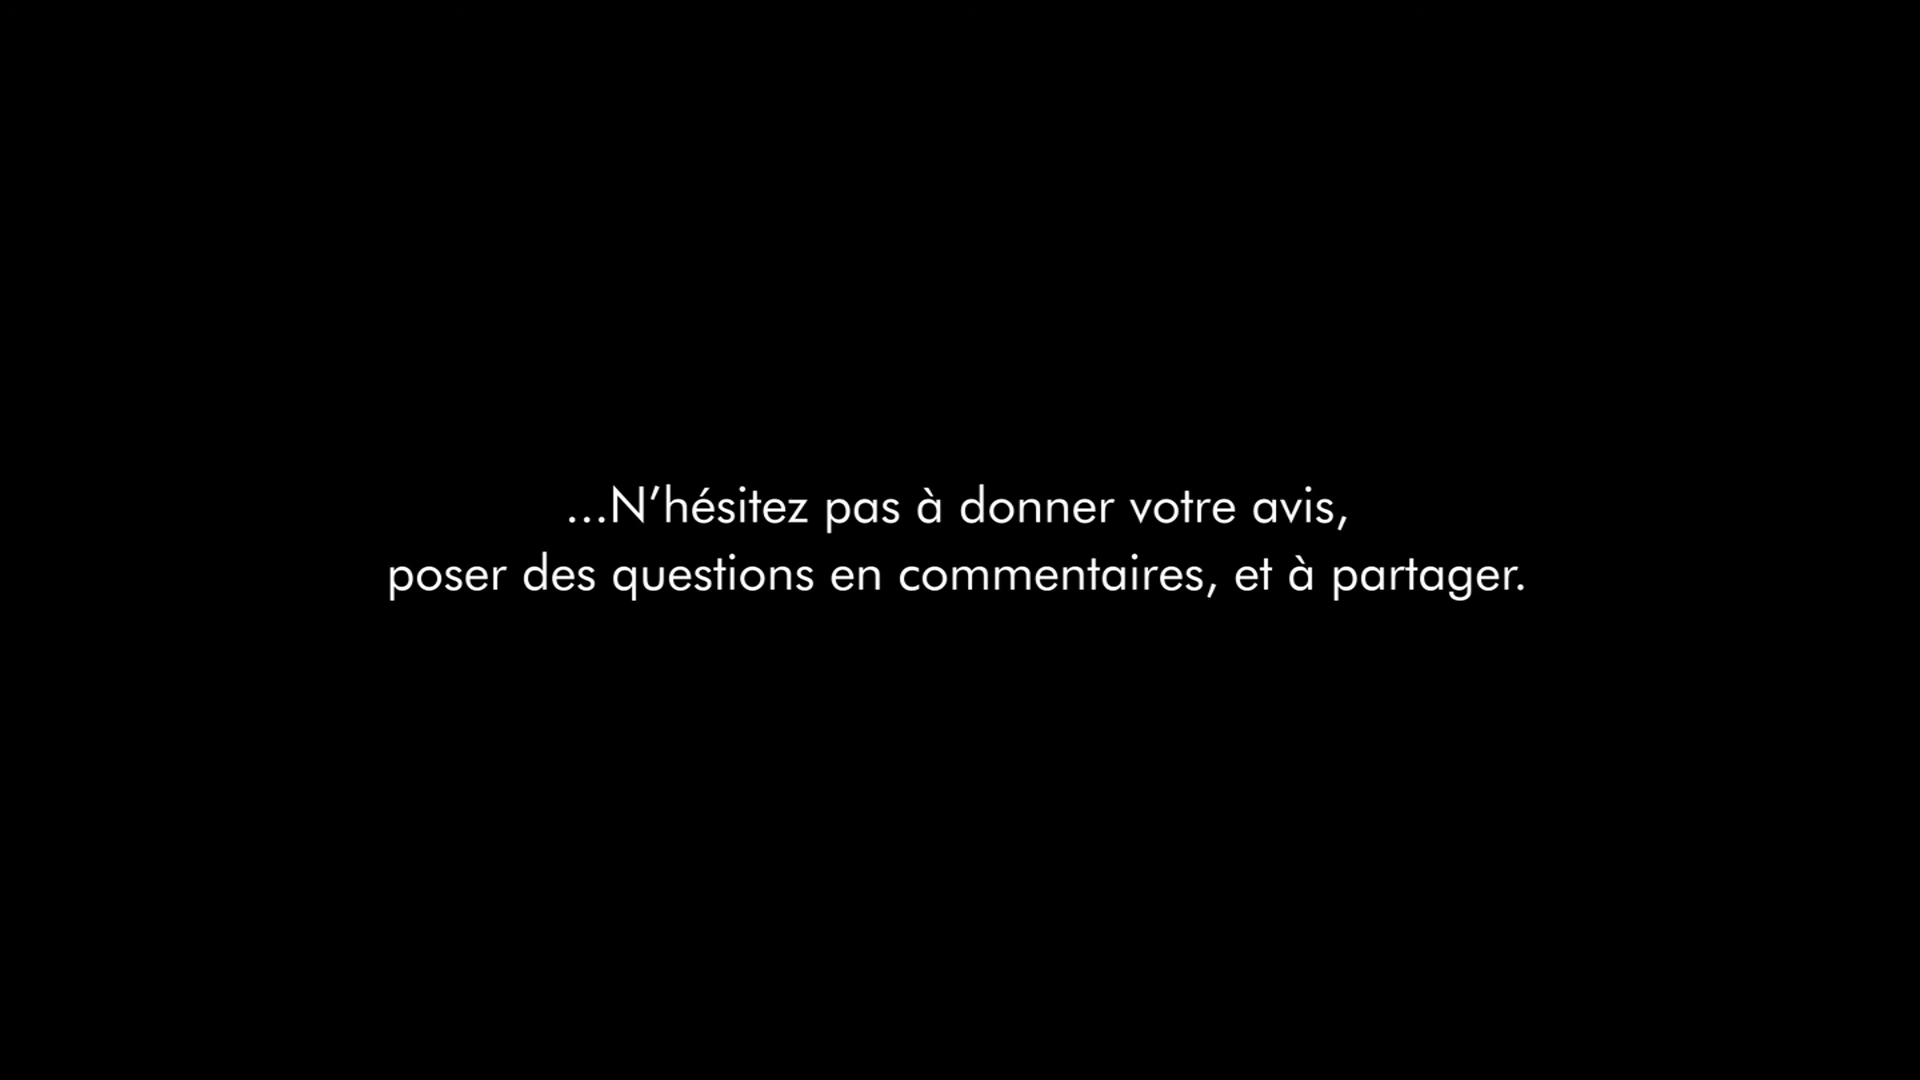 ...N’hésitez pas à donner votre avis,
poser des questions en commentaires, et à partager.